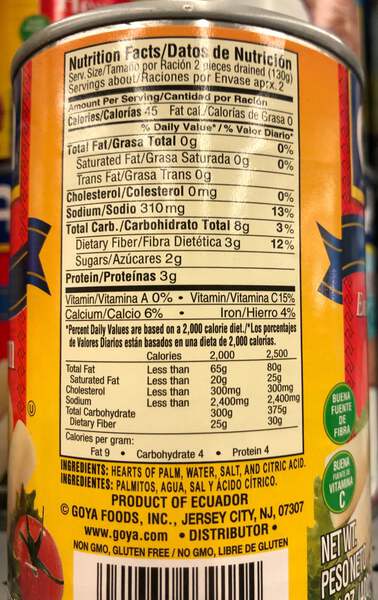 Nutrition Facts/Datos de Nutrición
Serv. Size/Tamaño por Ración 2 pieces drained (130g)
Servings about/Raciones por Envase aprx. 2
Amount Per Serving/Cantidad por Ración
Calories/Calorías 45 Fat cal./Calorías de Grasa 0
% Daily Value*/% Valor Diario*
Total Fat/Grasa Total 0g 0%
Saturated Fat/Grasa Saturada 0g 0%
Trans Fat/Grasa Trans 0g
Cholesterol/Colesterol 0mg 0%
Sodium/Sodio 310mg 13%
Total Carb./Carbohidrato Total 8g 3%
Dietary Fiber/Fibra Dietética 3g 12%
Sugars/Azúcares 2g
Protein/Proteínas 3g
Vitamin/Vitamina A 0% • Vitamin/Vitamina C15%
Calcium/Calcio 6% • Iron/Hierro 4%
*Percent Daily Values are based on a 2,000 calorie diet./*Los porcentajes
de Valores Diarios están basados en una dieta de 2,000 calorías.
Calories 2,000 2,500
Total Fat Less than 65g 80g
Saturated Fat Less than 20g 25g
Cholesterol Less than 300mg 300mg
Sodium Less than 2,400mg 2,400mg
Total Carbohydrate 300g 375g
Dietary Fiber 25g 30g
Calories per gram:
Fat 9 • Carbohydrate 4 • Protein 4
INGREDIENTS: HEARTS OF PALM, WATER, SALT, AND CITRIC ACID.
INGREDIENTES: PALMITOS, AGUA, SAL Y ÁCIDO CÍTRICO.
PRODUCT OF ECUADOR
© GOYA FOODS, INC., JERSEY CITY, NJ, 07307
www.goya.com • DISTRIBUTOR •
NON GMO, GLUTEN FREE / NO GMO, LIBRE DE GLUTEN
BUENA
FUENTE
DE
FIBRA
BUENA
FUENTE DE
VITAMINA
C
NET WT.
PESO NETO